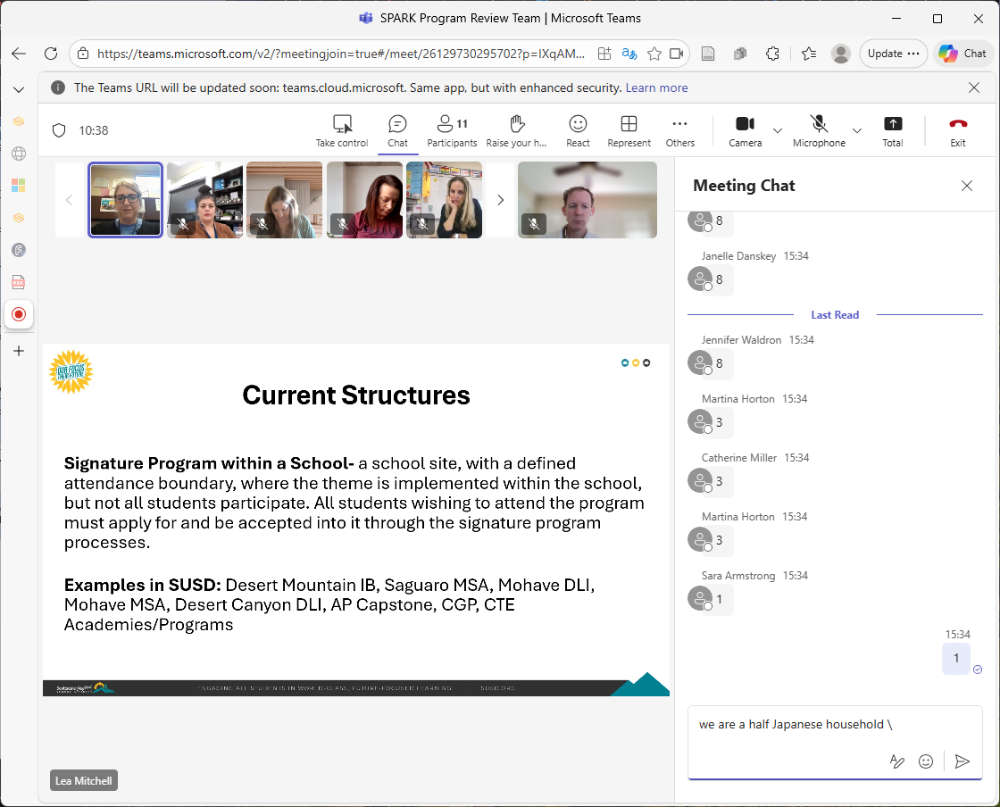 SPARK Program Review Team | Microsoft Teams
https://teams.microsoft.com/v2/?meetingjoin=true#/meet/26129730295702?p=IXqAM...
Update
Chat
The Teams URL will be updated soon: teams.cloud.microsoft. Same app, but with enhanced security. Learn more
10:38
11
Take control
Chat
Participants
Raise your h...
React
Represent
Others
Camera
Microphone
Total
Exit
Meeting Chat
8
Janelle Danskey 15:34
8
Last Read
Jennifer Waldron 15:34
8
Martina Horton 15:34
3
Catherine Miller 15:34
3
Martina Horton 15:34
3
Sara Armstrong 15:34
1
15:34
1
we are a half Japanese household \
OUR FOCUS
THEIR FUTURE
Current Structures
Signature Program within a School- a school site, with a defined
attendance boundary, where the theme is implemented within the school,
but not all students participate. All students wishing to attend the program
must apply for and be accepted into it through the signature program
processes.
Examples in SUSD: Desert Mountain IB, Saguaro MSA, Mohave DLI,
Mohave MSA, Desert Canyon DLI, AP Capstone, CGP, CTE
Academies/Programs
ENGAGING ALL STUDENTS IN WORLD-CLASS, FUTURE-FOCUSED LEARNING | SUSD.ORG
Lea Mitchell